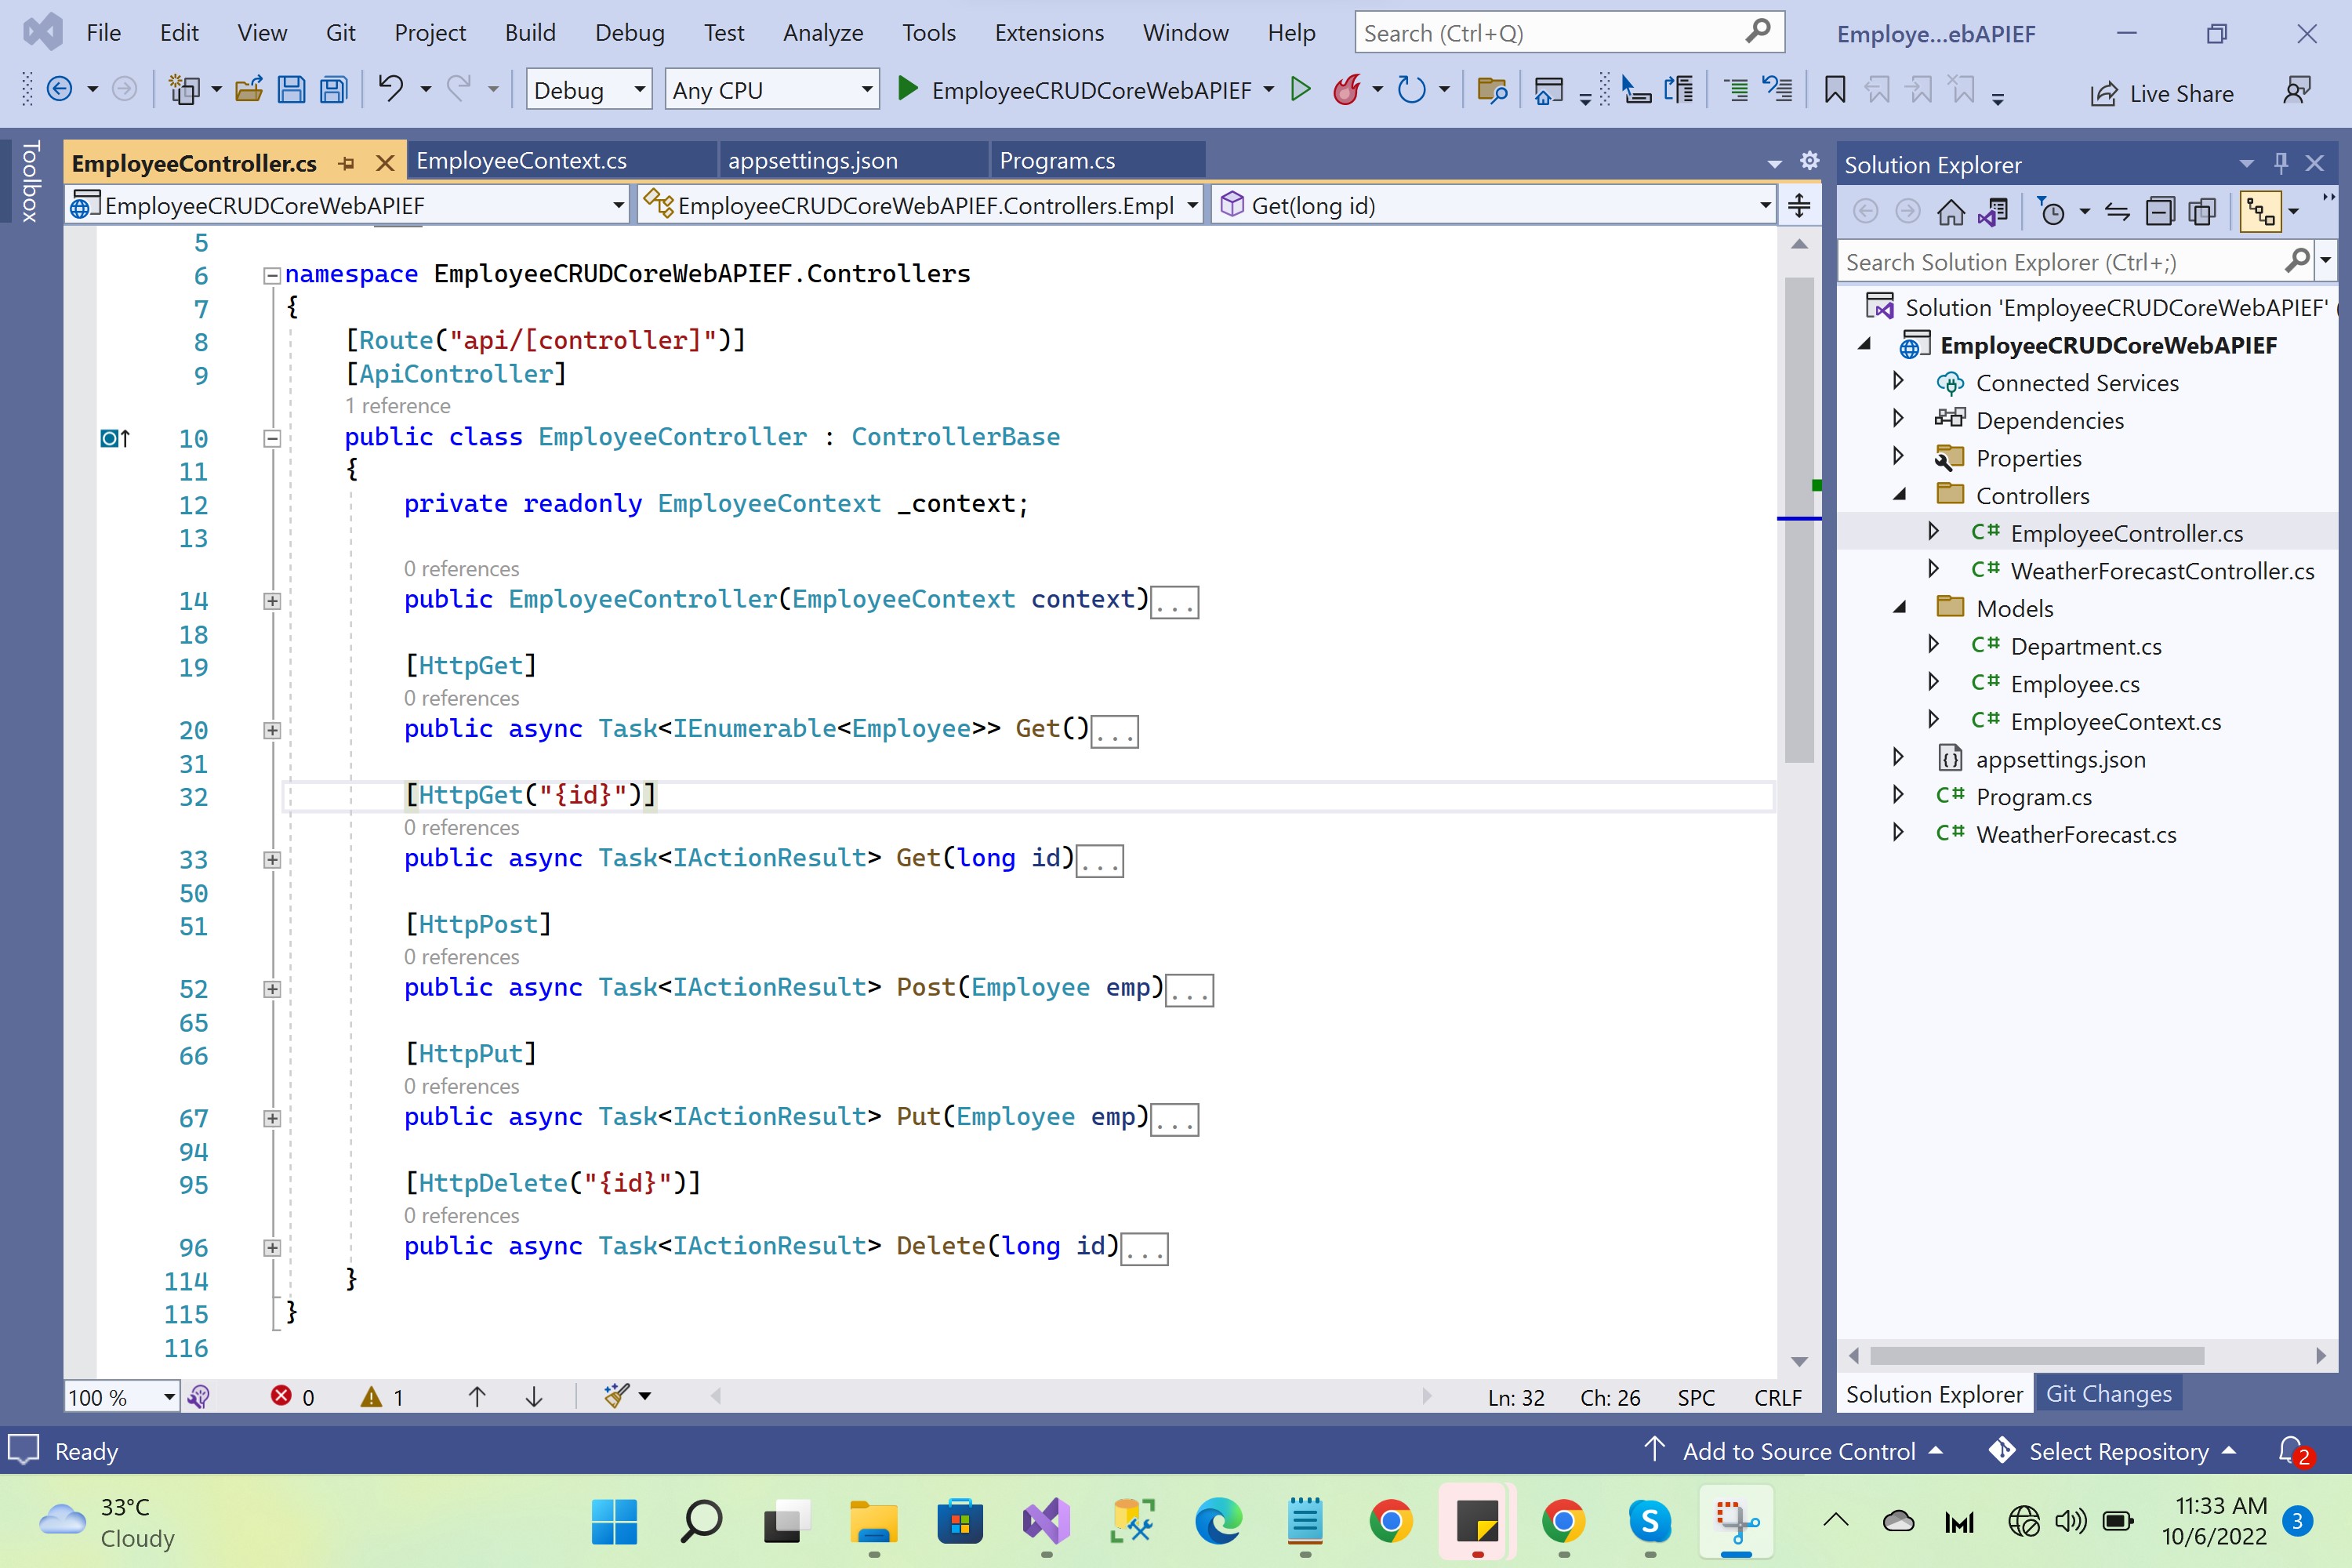 File Edit View Git Project Build Debug Test Analyze Tools Extensions Window Help Search (Ctrl+Q) Employe...ebAPIEF
Debug Any CPU EmployeeCRUDCoreWebAPIEF Live Share
Toolbox
EmployeeController.cs EmployeeContext.cs appsettings.json Program.cs
EmployeeCRUDCoreWebAPIEF EmployeeCRUDCoreWebAPIEF.Controllers.Empl Get(long id)
5
6 namespace EmployeeCRUDCoreWebAPIEF.Controllers
7 {
8 [Route("api/[controller]")]
9 [ApiController]
1 reference
10 public class EmployeeController : ControllerBase
11 {
12 private readonly EmployeeContext _context;
13
0 references
14 public EmployeeController(EmployeeContext context)...
18
19 [HttpGet]
0 references
20 public async Task<IEnumerable<Employee>> Get()...
31
32 [HttpGet("{id}")]
0 references
33 public async Task<IActionResult> Get(long id)...
50
51 [HttpPost]
0 references
52 public async Task<IActionResult> Post(Employee emp)...
65
66 [HttpPut]
0 references
67 public async Task<IActionResult> Put(Employee emp)...
94
95 [HttpDelete("{id}")]
0 references
96 public async Task<IActionResult> Delete(long id)...
114 }
115 }
116
100 % 0 1 Ln: 32 Ch: 26 SPC CRLF
Solution Explorer
Search Solution Explorer (Ctrl+;)
Solution 'EmployeeCRUDCoreWebAPIEF' (
EmployeeCRUDCoreWebAPIEF
Connected Services
Dependencies
Properties
Controllers
C# EmployeeController.cs
C# WeatherForecastController.cs
Models
C# Department.cs
C# Employee.cs
C# EmployeeContext.cs
appsettings.json
C# Program.cs
C# WeatherForecast.cs
Solution Explorer Git Changes
Ready Add to Source Control Select Repository 2
33°C
Cloudy
11:33 AM
10/6/2022
3